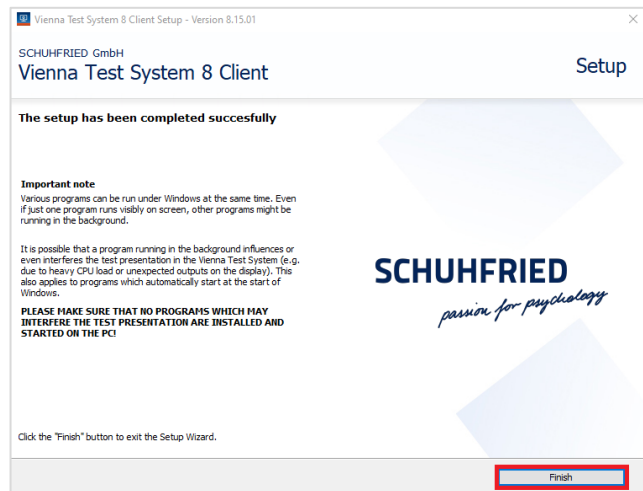 Vienna Test System 8 Client Setup - Version 8.15.01
SCHUHFRIED GmbH
Vienna Test System 8 Client
Setup
The setup has been completed succesfully
Important note
Various programs can be run under Windows at the same time. Even
if just one program runs visibly on screen, other programs might be
running in the background.
It is possible that a program running in the background influences or
even interferes the test presentation in the Vienna Test System (e.g.
due to heavy CPU load or unexpected outputs on the display). This
also applies to programs which automatically start at the start of
Windows.
PLEASE MAKE SURE THAT NO PROGRAMS WHICH MAY
INTERFERE THE TEST PRESENTATION ARE INSTALLED AND
STARTED ON THE PC!
SCHUHFRIED
passion for psychology
Click the "Finish" button to exit the Setup Wizard.
Finish